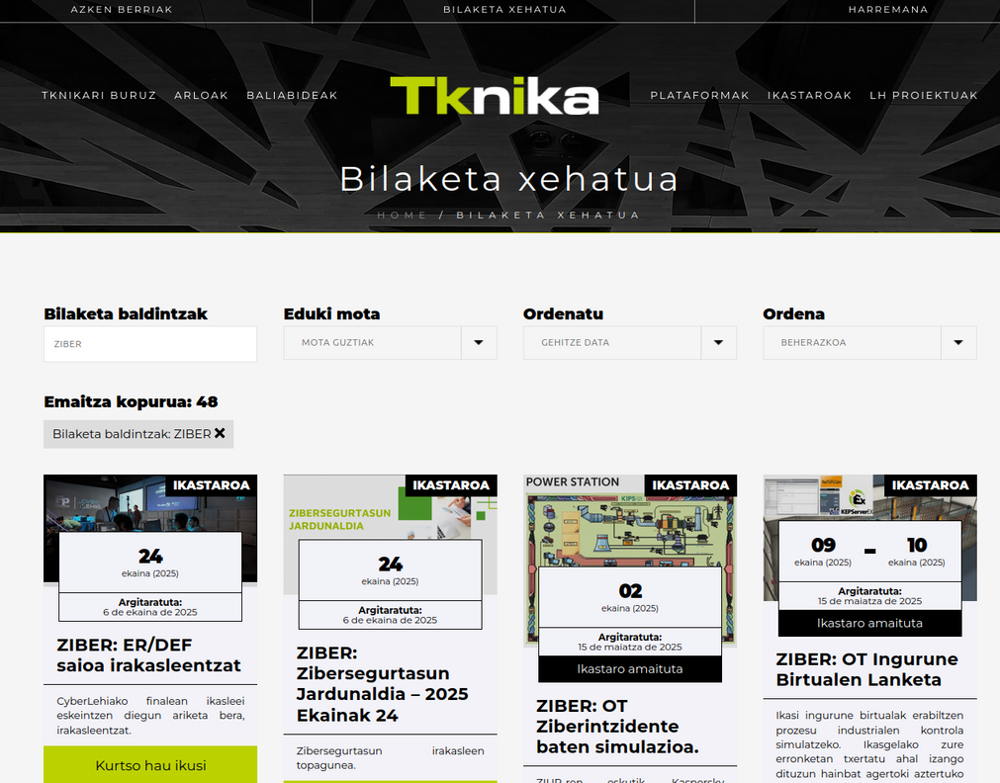 AZKEN BERRIAK
BILAKETA XEHATUA
HARREMANA
TKNIKARI BURUZ
ARLOAK
BALIABIDEAK
Tknika
PLATAFORMAK
IKASTAROAK
LH PROIEKTUAK
Bilaketa xehatua
HOME / BILAKETA XEHATUA
Bilaketa baldintzak
Eduki mota
Ordenatu
Ordena
ZIBER
MOTA GUZTIAK
GEHITZE DATA
BEHERAZKOA
Emaitza kopurua: 48
Bilaketa baldintzak: ZIBER
IKASTAROA
24
ekaina (2025)
Argitaratuta:
6 de ekaina de 2025
ZIBER: ER/DEF
saioa irakasleentzat
CyberLehiako finalean ikasleei
eskeintzen diegun ariketa bera,
irakasleentzat.
Kurtso hau ikusi
IKASTAROA
ZIBERSEGURTASUN
JARDUNALDIA
24
ekaina (2025)
Argitaratuta:
6 de ekaina de 2025
ZIBER:
Zibersegurtasun
Jardunaldia – 2025
Ekainak 24
Zibersegurtasun irakasleen
topagunea.
POWER STATION
IKASTAROA
KIPS
02
ekaina (2025)
Argitaratuta:
15 de maiatza de 2025
Ikastaro amaituta
ZIBER: OT
Ziberintzidente
baten simulazioa.
ZIUR-ren eskutik Kaspersky
IKASTAROA
Ex
KEPServerEX
09 - 10
ekaina (2025) ekaina (2025)
Argitaratuta:
15 de maiatza de 2025
Ikastaro amaituta
ZIBER: OT Ingurune
Birtualen Lanketa
Ikasi ingurune birtualak erabiltzen
prozesu industrialen kontrola
simulatzeko. Ikasgelako zure
erronketan txertatu ahal izango
dituzun hainbat agertoki aztertuko